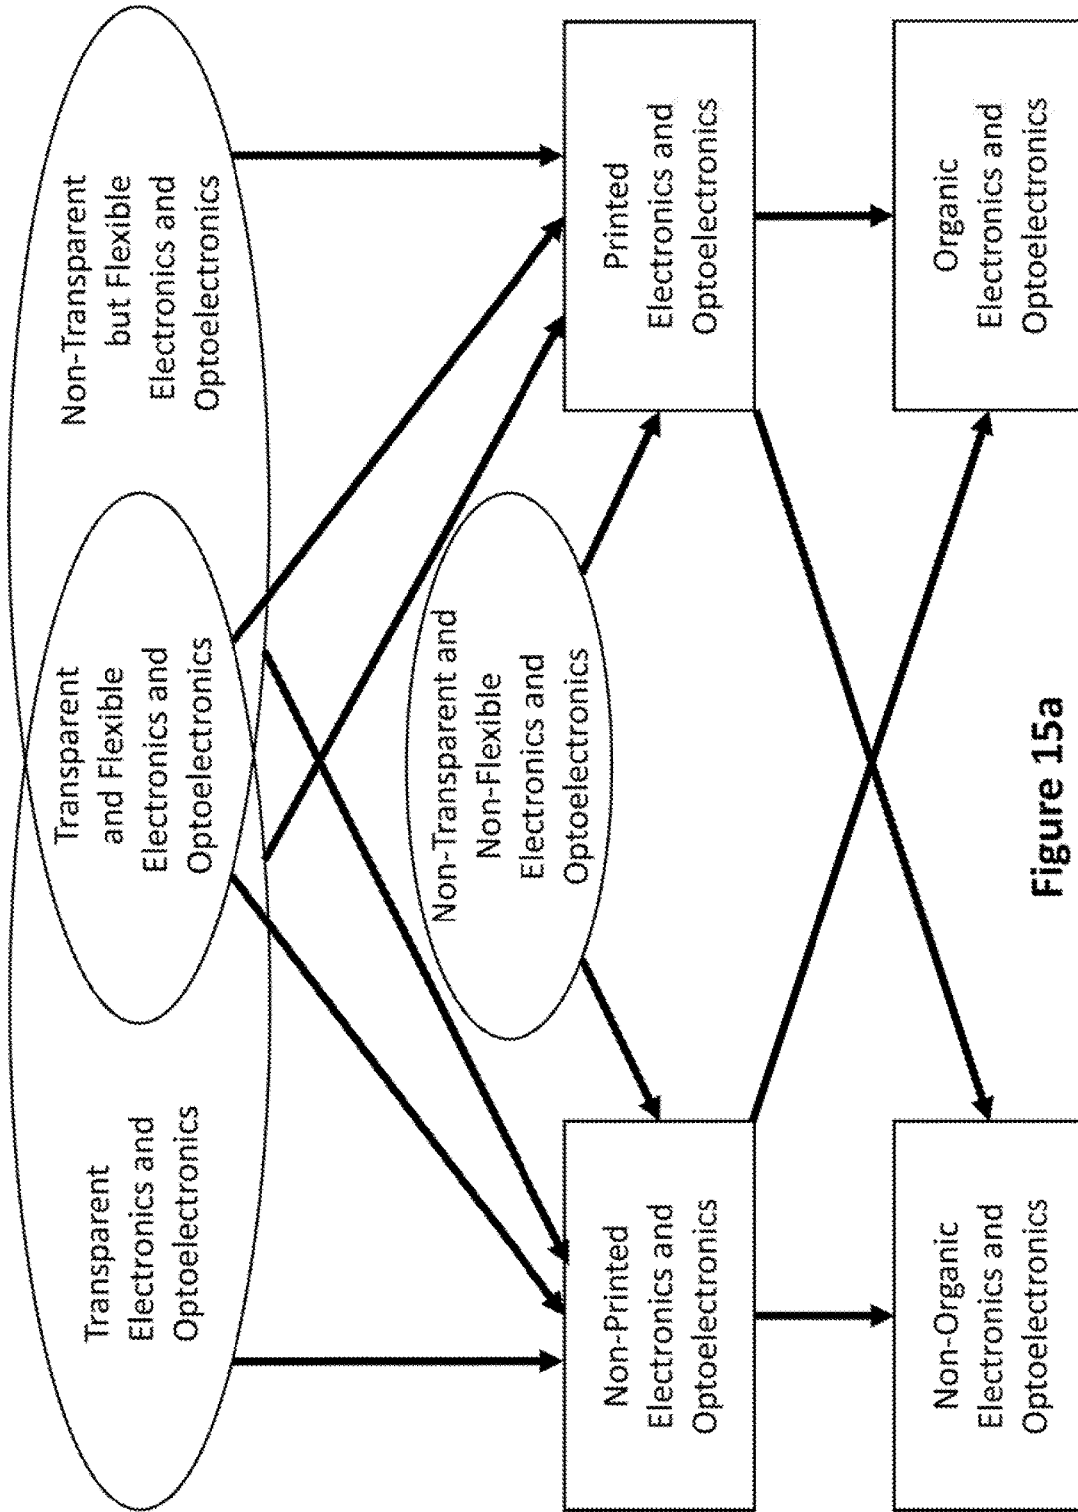 Transparent
Electronics and
Optoelectronics
Transparent
and Flexible
Electronics and
Optoelectronics
Non-Transparent
but Flexible
Electronics and
Optoelectronics
Non-Transparent and
Non-Flexible
Electronics and
Optoelectronics
Non-Printed
Electronics and
Optoelectronics
Printed
Electronics and
Optoelectronics
Non-Organic
Electronics and
Optoelectronics
Organic
Electronics and
Optoelectronics
Figure 15a